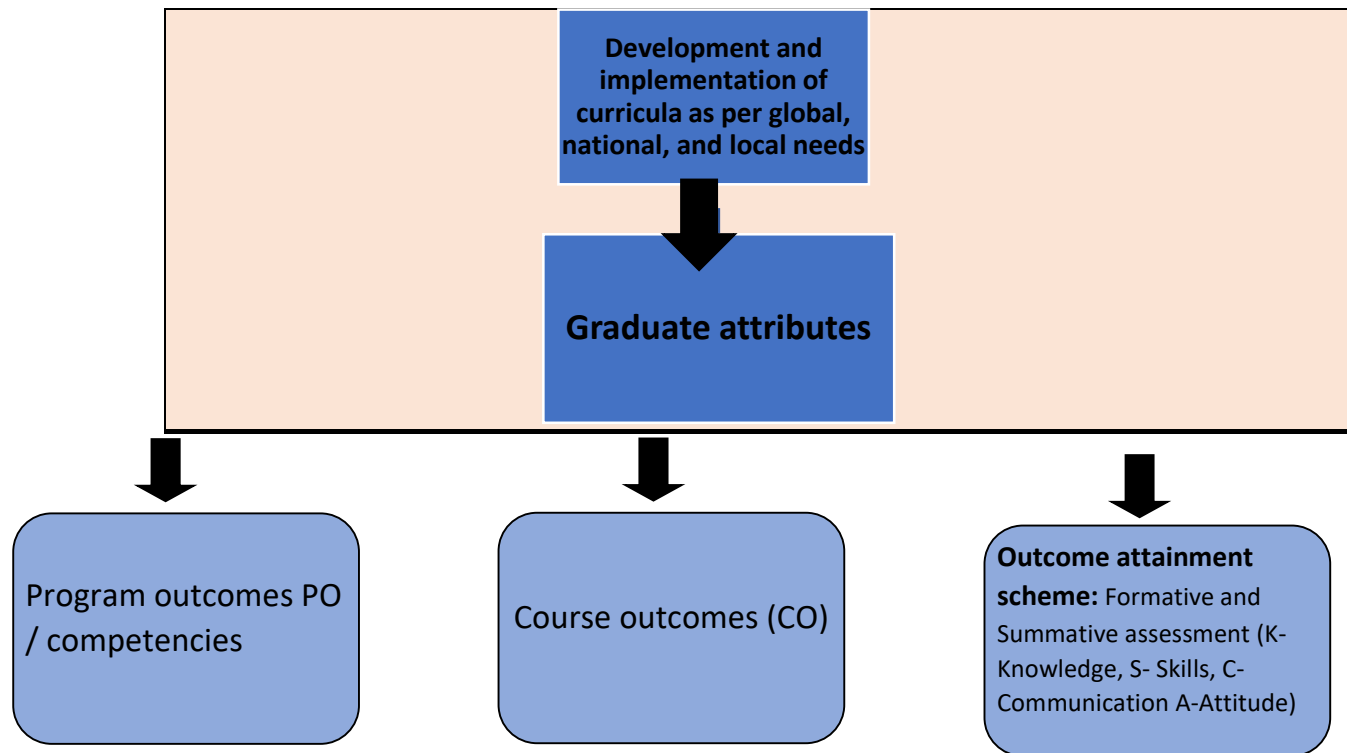 Development and
implementation of
curricula as per global,
national, and local needs
Graduate attributes
Program outcomes PO
/ competencies
Course outcomes (CO)
Outcome attainment
scheme: Formative and
Summative assessment (K-
Knowledge, S- Skills, C-
Communication A-Attitude)